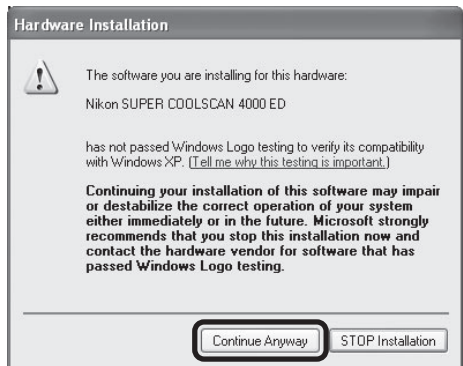 Hardware Installation
The software you are installing for this hardware:
Nikon SUPER COOLSCAN 4000 ED
has not passed Windows Logo testing to verify its compatibility
with Windows XP. (Tell me why this testing is important.)
Continuing your installation of this software may impair
or destabilize the correct operation of your system
either immediately or in the future. Microsoft strongly
recommends that you stop this installation now and
contact the hardware vendor for software that has
passed Windows Logo testing.
Continue Anyway STOP Installation